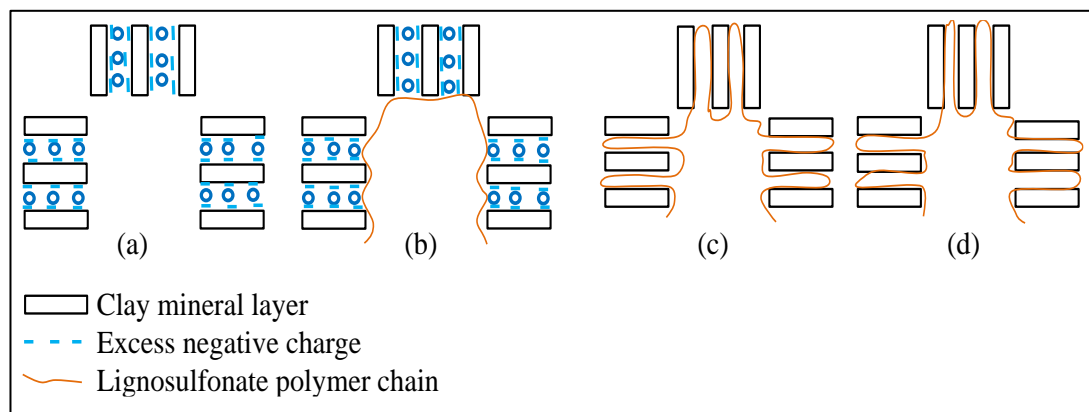 (a) (b) (c) (d)
Clay mineral layer
Excess negative charge
Lignosulfonate polymer chain